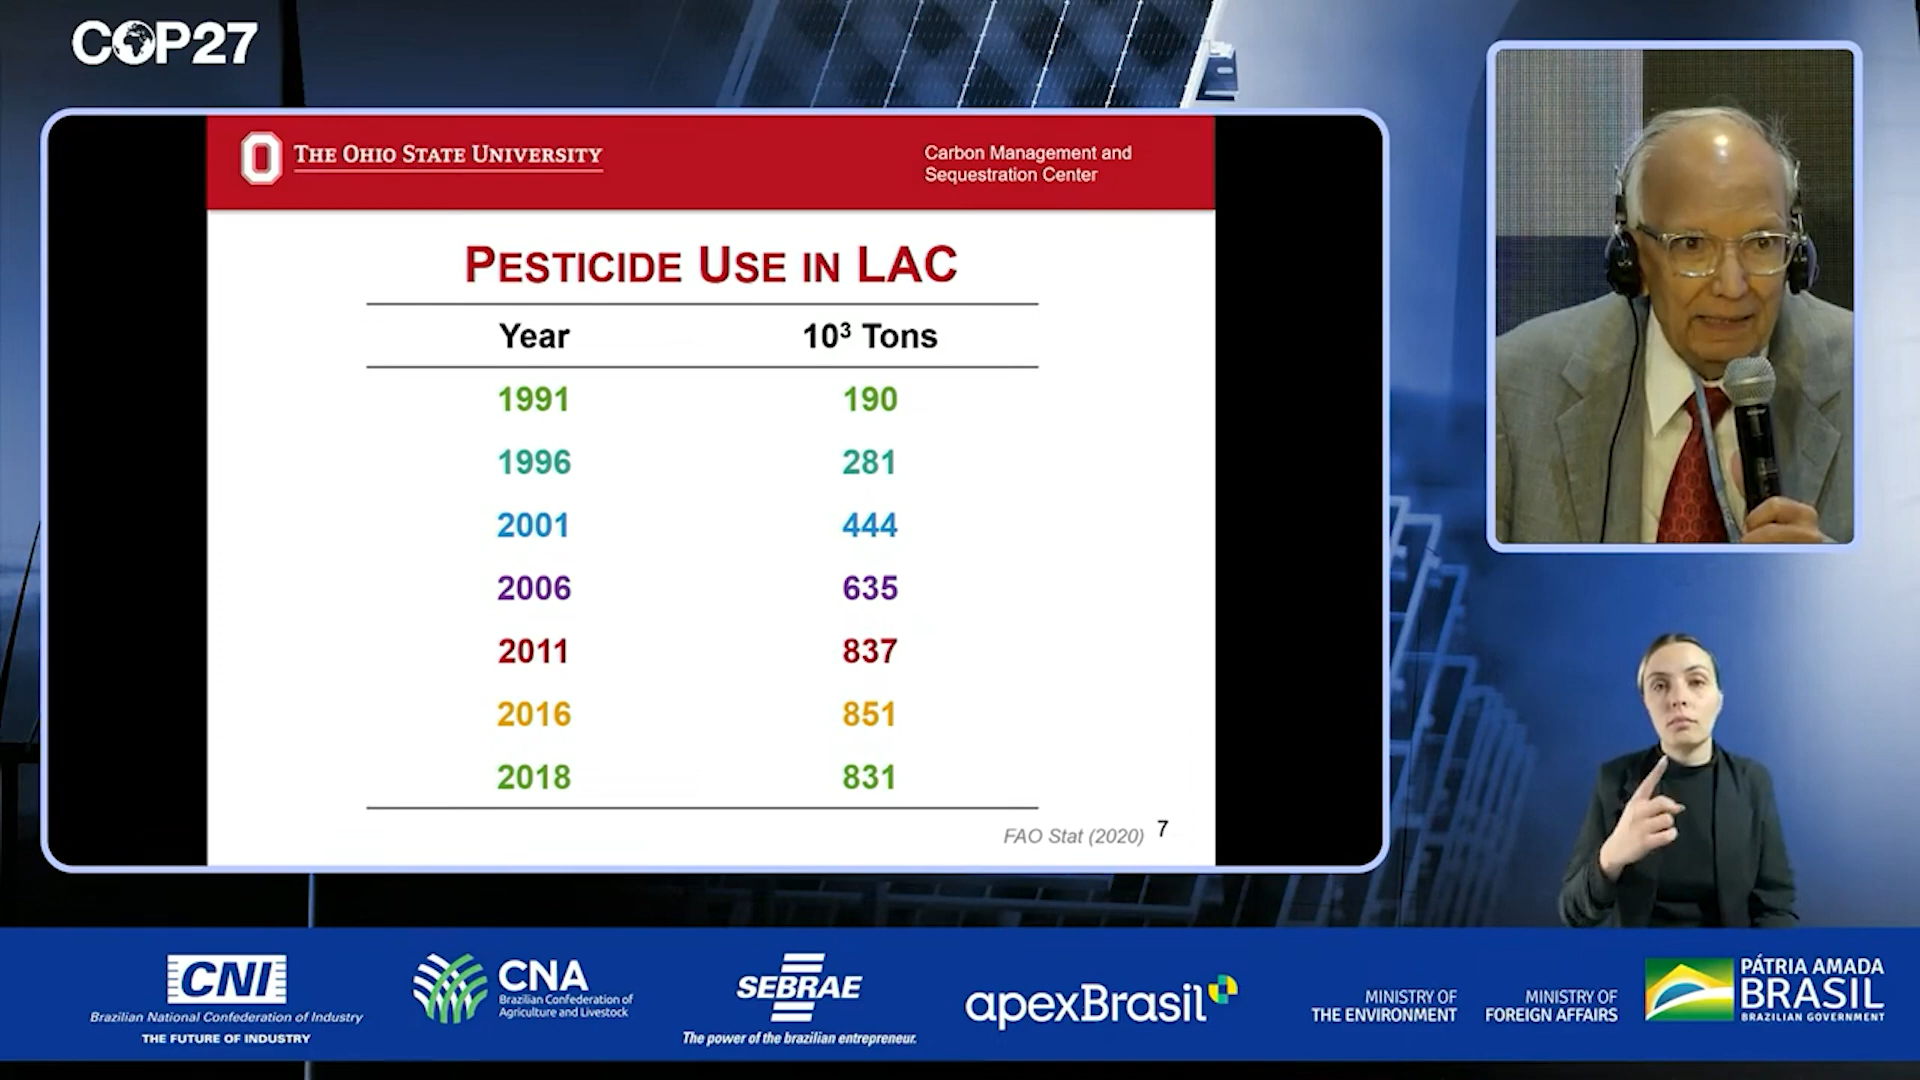 COP27
THE OHIO STATE UNIVERSITY
Carbon Management and
Sequestration Center
PESTICIDE USE IN LAC
Year 10³ Tons
1991 190
1996 281
2001 444
2006 635
2011 837
2016 851
2018 831
FAO Stat (2020) 7
CNI
Brazilian National Confederation of Industry
THE FUTURE OF INDUSTRY
CNA
Brazilian Confederation of
Agriculture and Livestock
SEBRAE
The power of the brazilian entrepreneur.
apexBrasil
MINISTRY OF
THE ENVIRONMENT
MINISTRY OF
FOREIGN AFFAIRS
PÁTRIA AMADA
BRASIL
BRAZILIAN GOVERNMENT